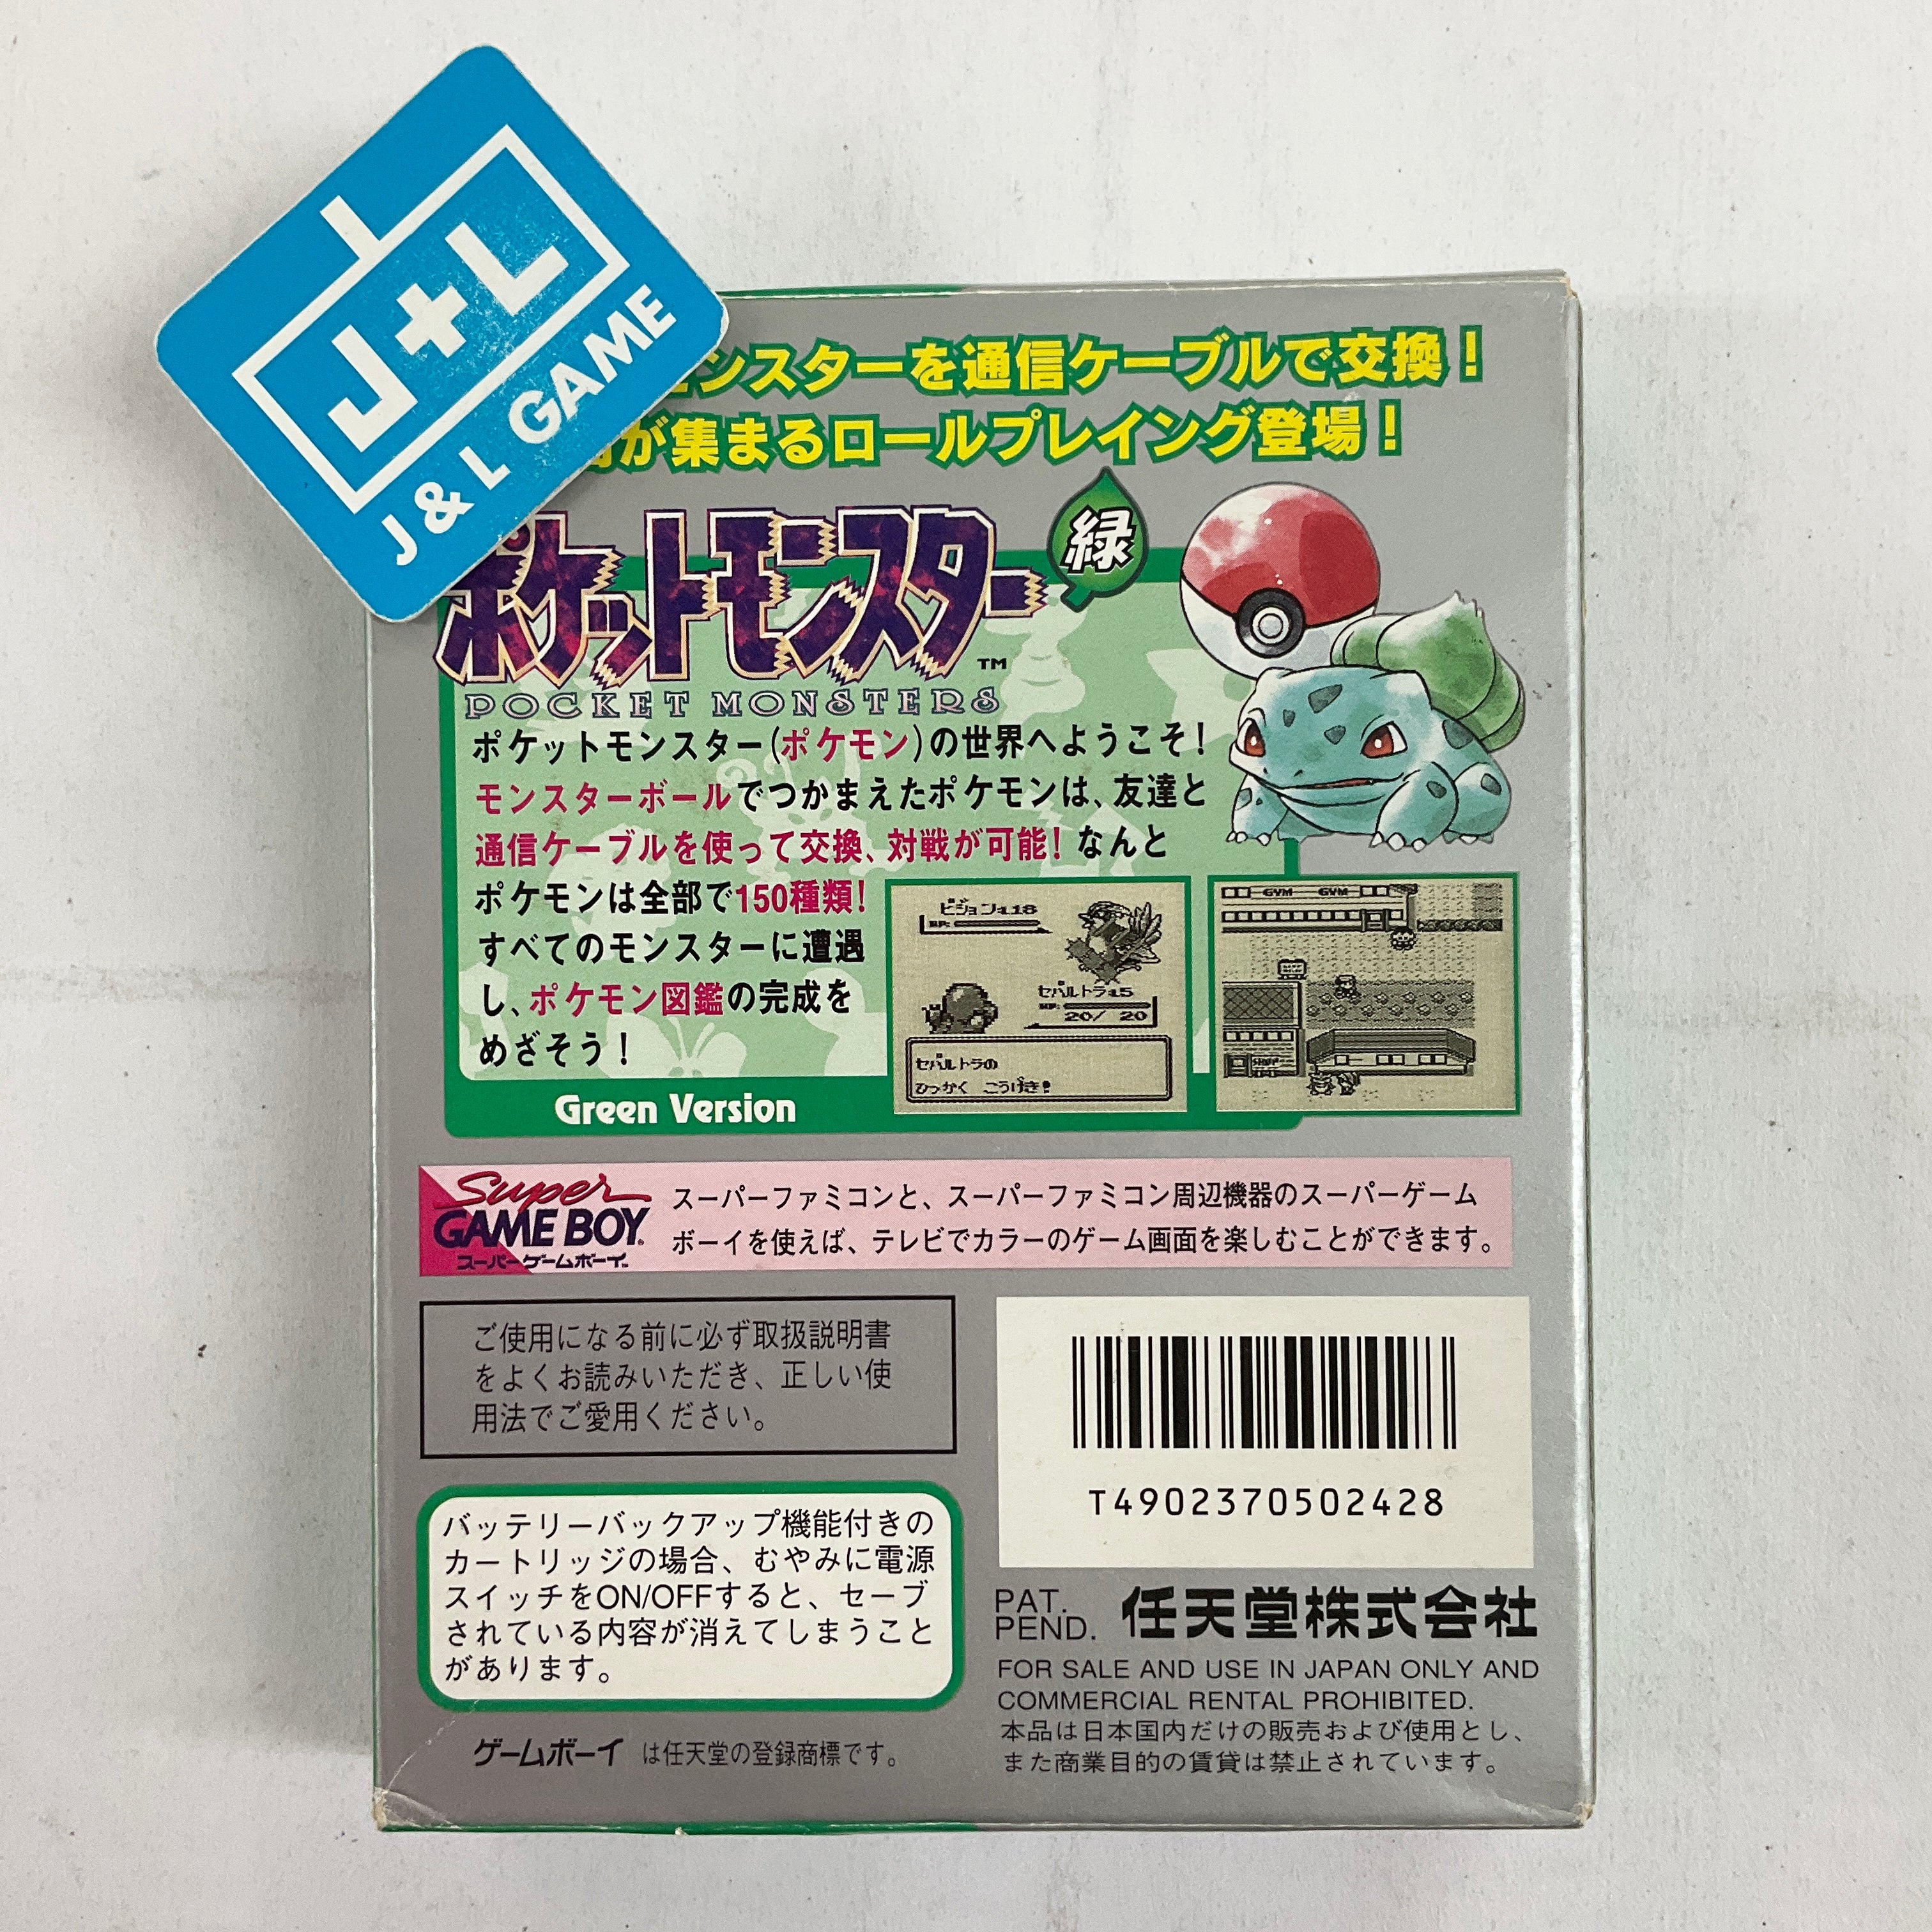 J+L
J & L GAME
モンスターを通信ケーブルで交換！
が集まるロールプレイング登場！
ポケットモンスター
緑
TM
POCKET MONSTERS
ポケットモンスター(ポケモン)の世界へようこそ！
モンスターボールでつかまえたポケモンは、友達と
通信ケーブルを使って交換、対戦が可能！なんと
ポケモンは全部で150種類！
すべてのモンスターに遭遇
し、ポケモン図鑑の完成を
めざそう！
ピジョン :L18
HP:
セバルトラ :L5
HP:
20/ 20
セバルトラの
ひっかく こうげき！
GYM GYM
SHOP
Green Version
Super
GAME BOY
スーパーゲームボーイ
スーパーファミコンと、スーパーファミコン周辺機器のスーパーゲーム
ボーイを使えば、テレビでカラーのゲーム画面を楽しむことができます。
ご使用になる前に必ず取扱説明書
をよくお読みいただき、正しい使
用法でご愛用ください。
T4902370502428
バッテリーバックアップ機能付きの
カートリッジの場合、むやみに電源
スイッチをON/OFFすると、セーブ
されている内容が消えてしまうこと
があります。
PAT.
PEND. 任天堂株式会社
FOR SALE AND USE IN JAPAN ONLY AND
COMMERCIAL RENTAL PROHIBITED.
本品は日本国内だけの販売および使用とし、
また商業目的の賃貸は禁止されています。
ゲームボーイ は任天堂の登録商標です。